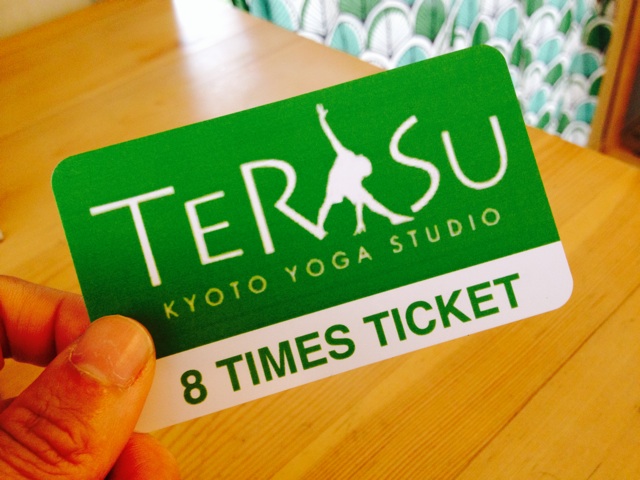 TERASU
KYOTO YOGA STUDIO
8 TIMES TICKET